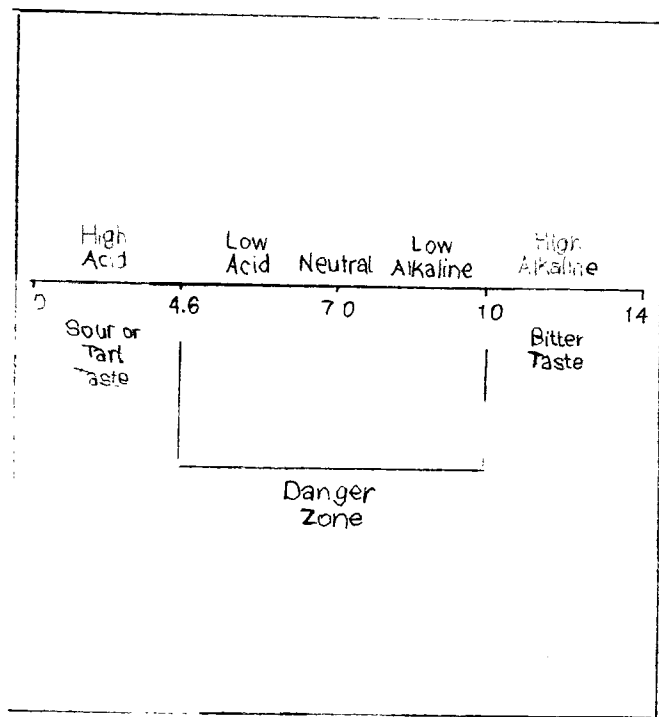 High Acid
Low Acid
Neutral
Low Alkaline
High Alkaline
0 4.6 7 0 10 14
Sour or Tart Taste
Bitter Taste
Danger Zone